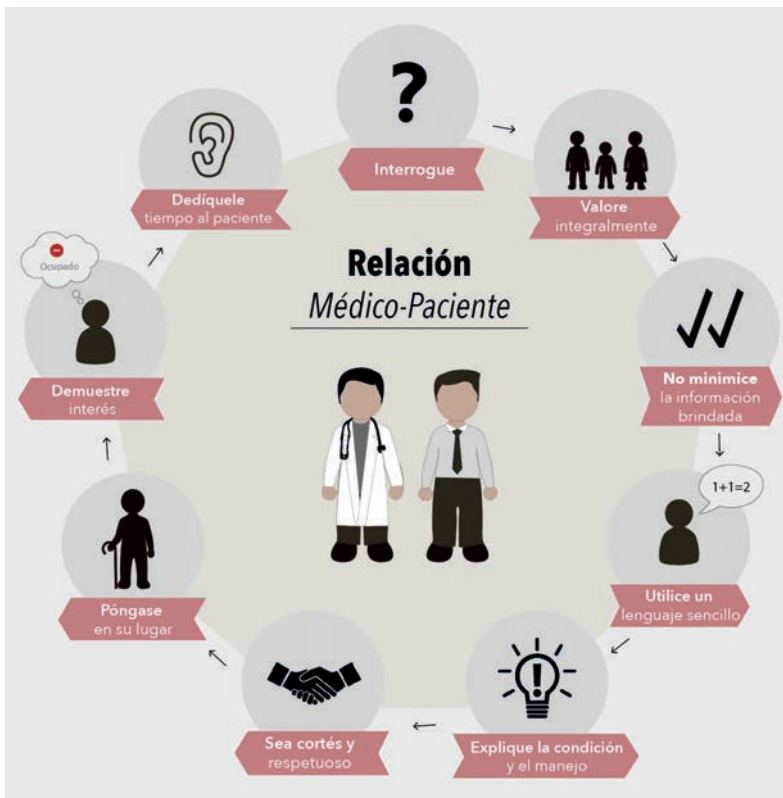 Relación
Médico-Paciente
?
Interrogue
Valore
integralmente
No minimice
la información
brindada
1+1=2
Utilice un
lenguaje sencillo
!
Explique la condición
y el manejo
Sea cortés y
respetuoso
Póngase
en su lugar
Ocupado
Demuestre
interés
Dedíquele
tiempo al paciente